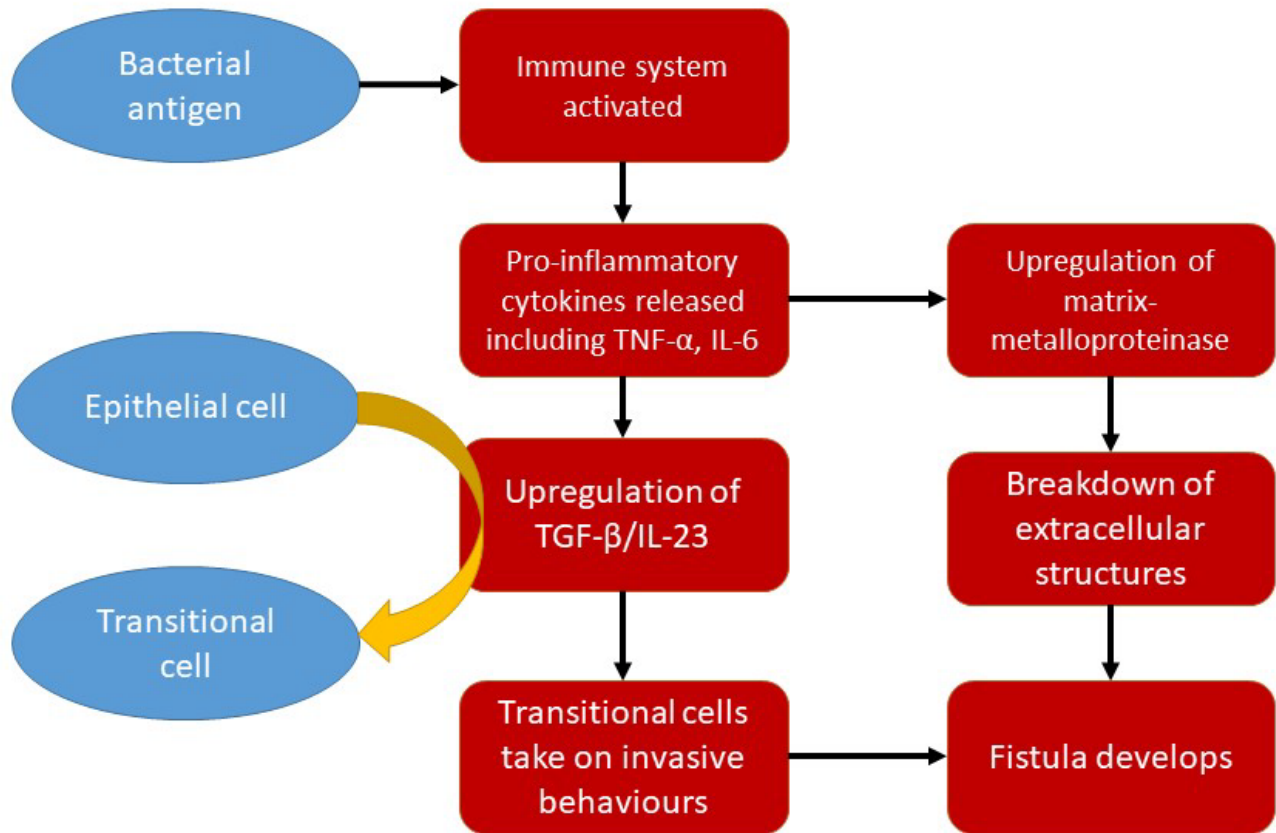 Bacterial
antigen
Immune system
activated
Pro-inflammatory
cytokines released
including TNF-α, IL-6
Upregulation of
matrix-
metalloproteinase
Epithelial cell
Upregulation of
TGF-β/IL-23
Breakdown of
extracellular
structures
Transitional
cell
Transitional cells
take on invasive
behaviours
Fistula develops